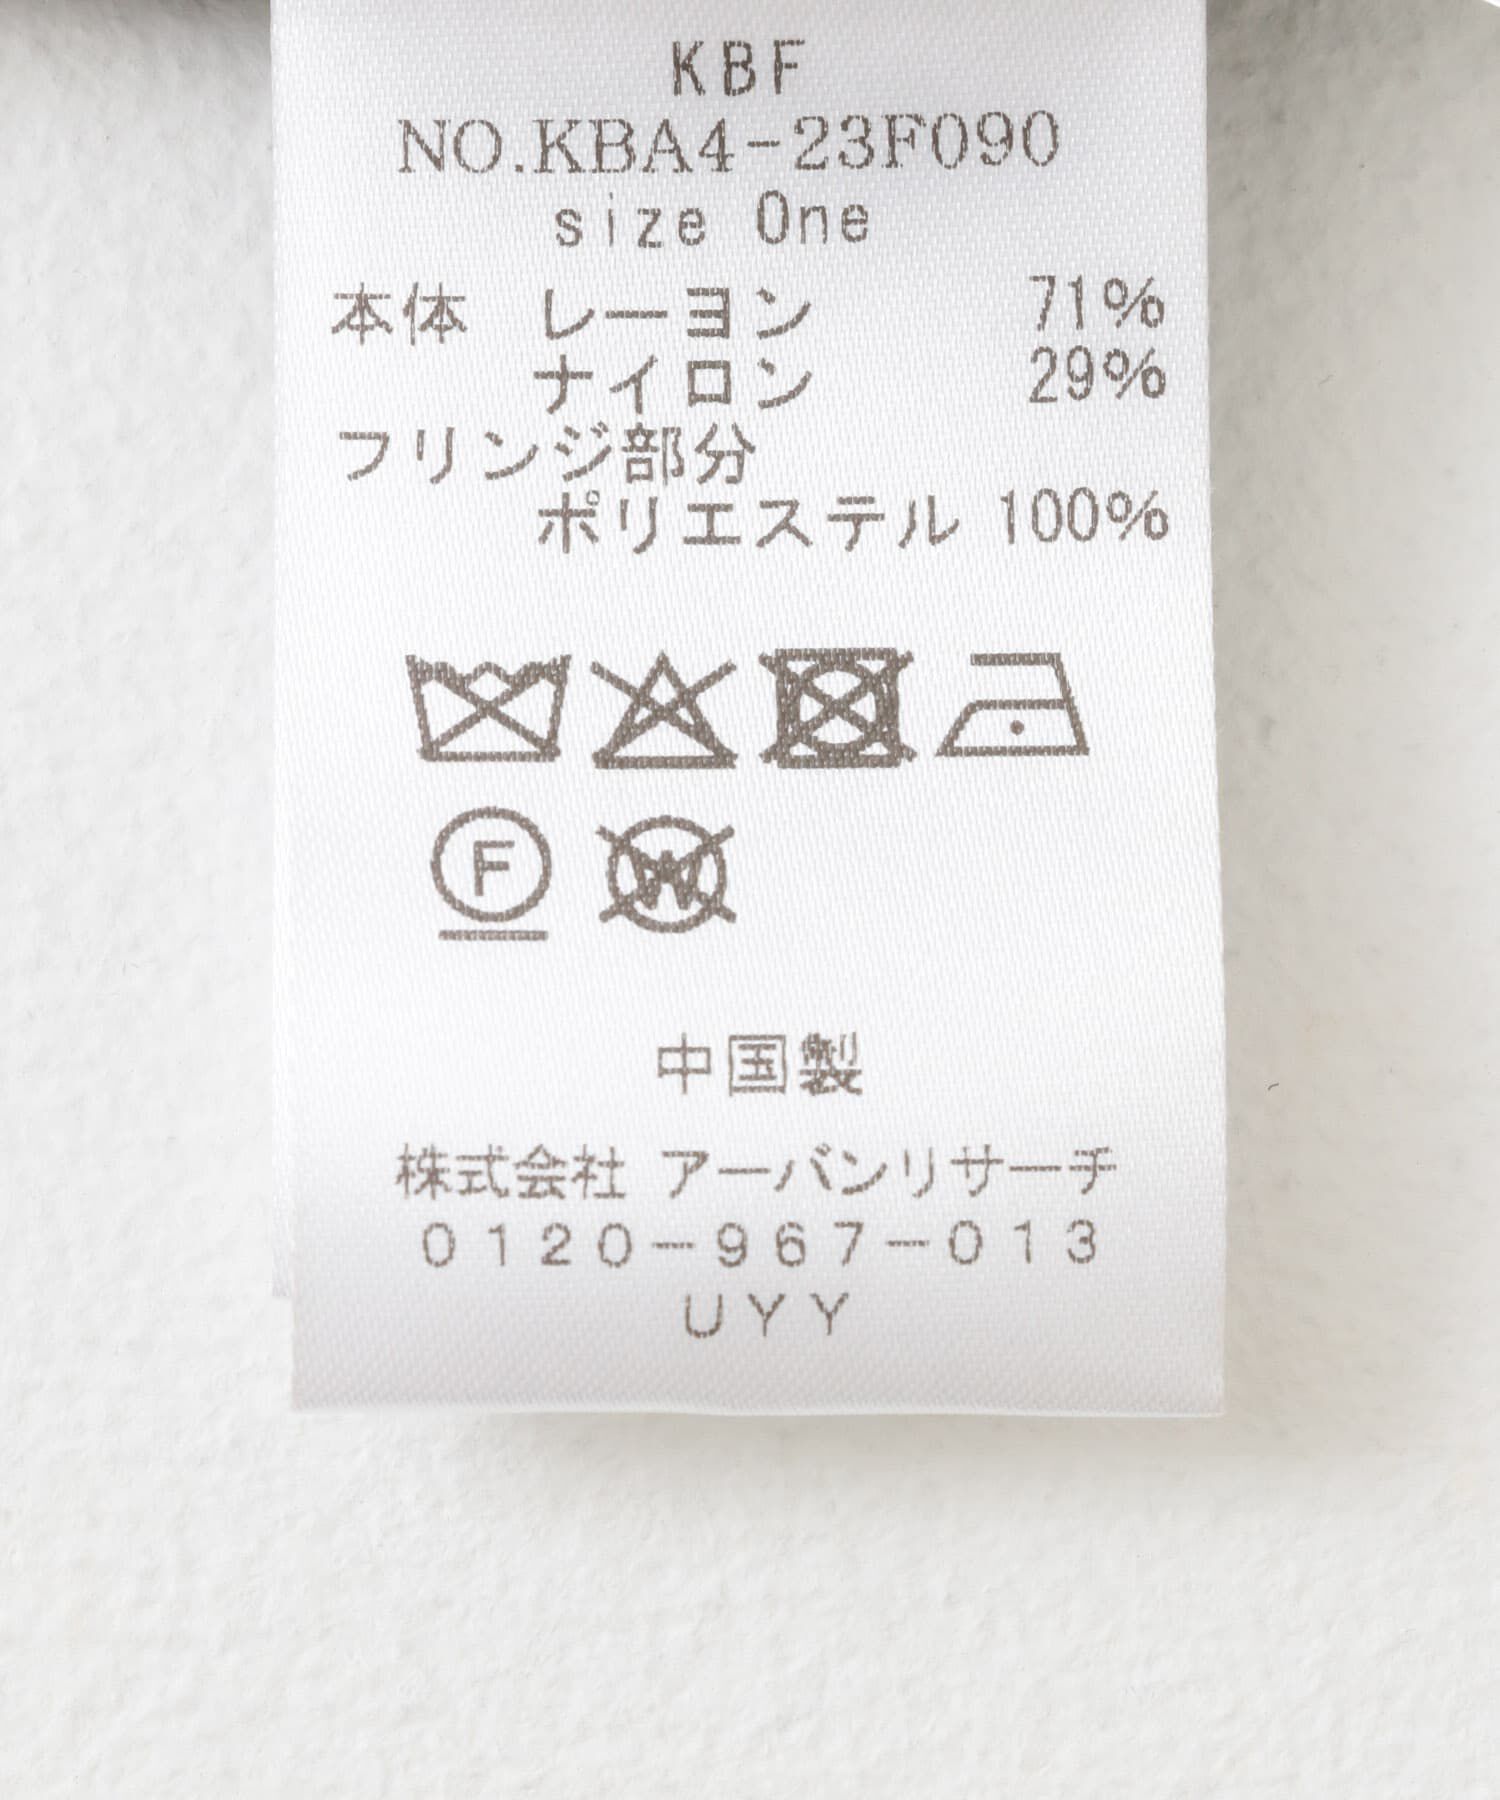 KBF
NO.KBA4-23F090
size One
本体 レーヨン 71%
ナイロン 29%
フリンジ部分
ポリエステル 100%
F W
中国製
株式会社 アーバンリサーチ
0120-967-013
UYY